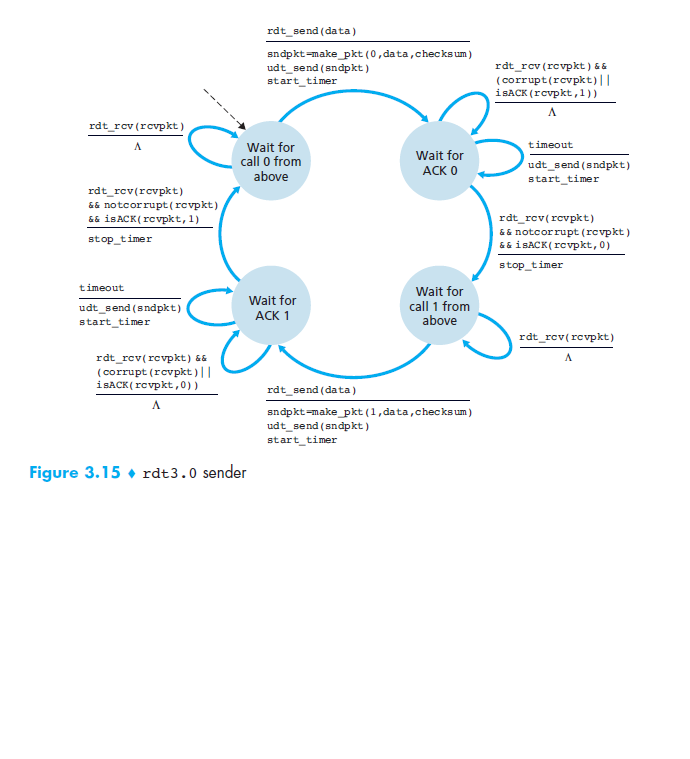 rdt_send(data)
sndpkt=make_pkt(0,data,checksum)
udt_send(sndpkt)
start_timer
rdt_rcv(rcvpkt)&&
(corrupt(rcvpkt)||
isACK(rcvpkt,1))
Λ
rdt_rcv(rcvpkt)
Λ
Wait for
call 0 from
above
Wait for
ACK 0
timeout
udt_send(sndpkt)
start_timer
rdt_rcv(rcvpkt)
&& notcorrupt(rcvpkt)
&& isACK(rcvpkt,1)
stop_timer
rdt_rcv(rcvpkt)
&& notcorrupt(rcvpkt)
&& isACK(rcvpkt,0)
stop_timer
timeout
udt_send(sndpkt)
start_timer
Wait for
ACK 1
Wait for
call 1 from
above
rdt_rcv(rcvpkt)
Λ
rdt_rcv(rcvpkt) &&
(corrupt(rcvpkt)||
isACK(rcvpkt,0))
Λ
rdt_send(data)
sndpkt=make_pkt(1,data,checksum)
udt_send(sndpkt)
start_timer
Figure 3.15 ♦ rdt3.0 sender